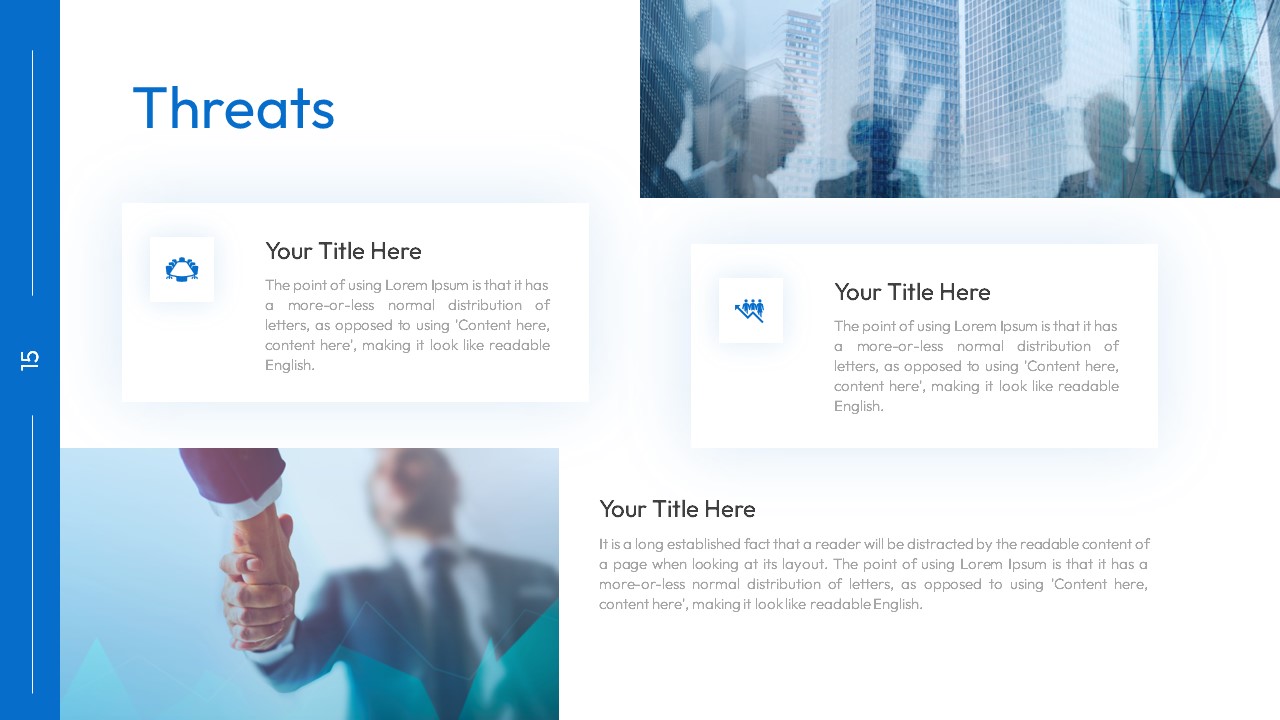 Threats
15
Your Title Here
The point of using Lorem Ipsum is that it has
a more-or-less normal distribution of
letters, as opposed to using 'Content here,
content here', making it look like readable
English.
Your Title Here
The point of using Lorem Ipsum is that it has
a more-or-less normal distribution of
letters, as opposed to using 'Content here,
content here', making it look like readable
English.
Your Title Here
It is a long established fact that a reader will be distracted by the readable content of
a page when looking at its layout. The point of using Lorem Ipsum is that it has a
more-or-less normal distribution of letters, as opposed to using 'Content here,
content here', making it look like readable English.